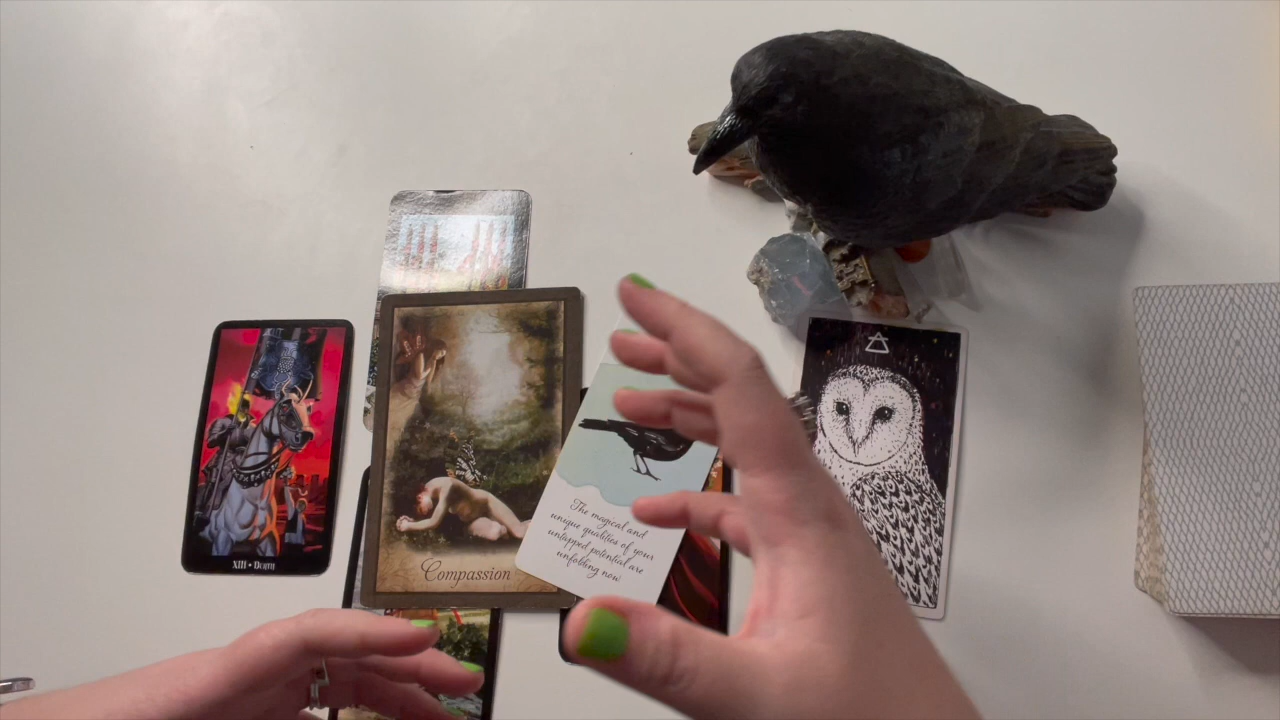 XIII • DEATH
Compassion
The magical and
unique qualities of your
untapped potential are
unfolding now